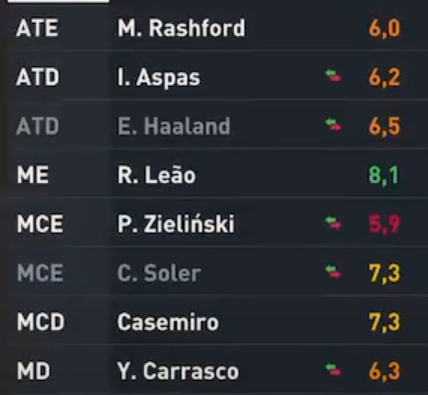 ATE M. Rashford 6,0
ATD I. Aspas 6,2
ATD E. Haaland 6,5
ME R. Leão 8,1
MCE P. Zieliński 5,9
MCE C. Soler 7,3
MCD Casemiro 7,3
MD Y. Carrasco 6,3